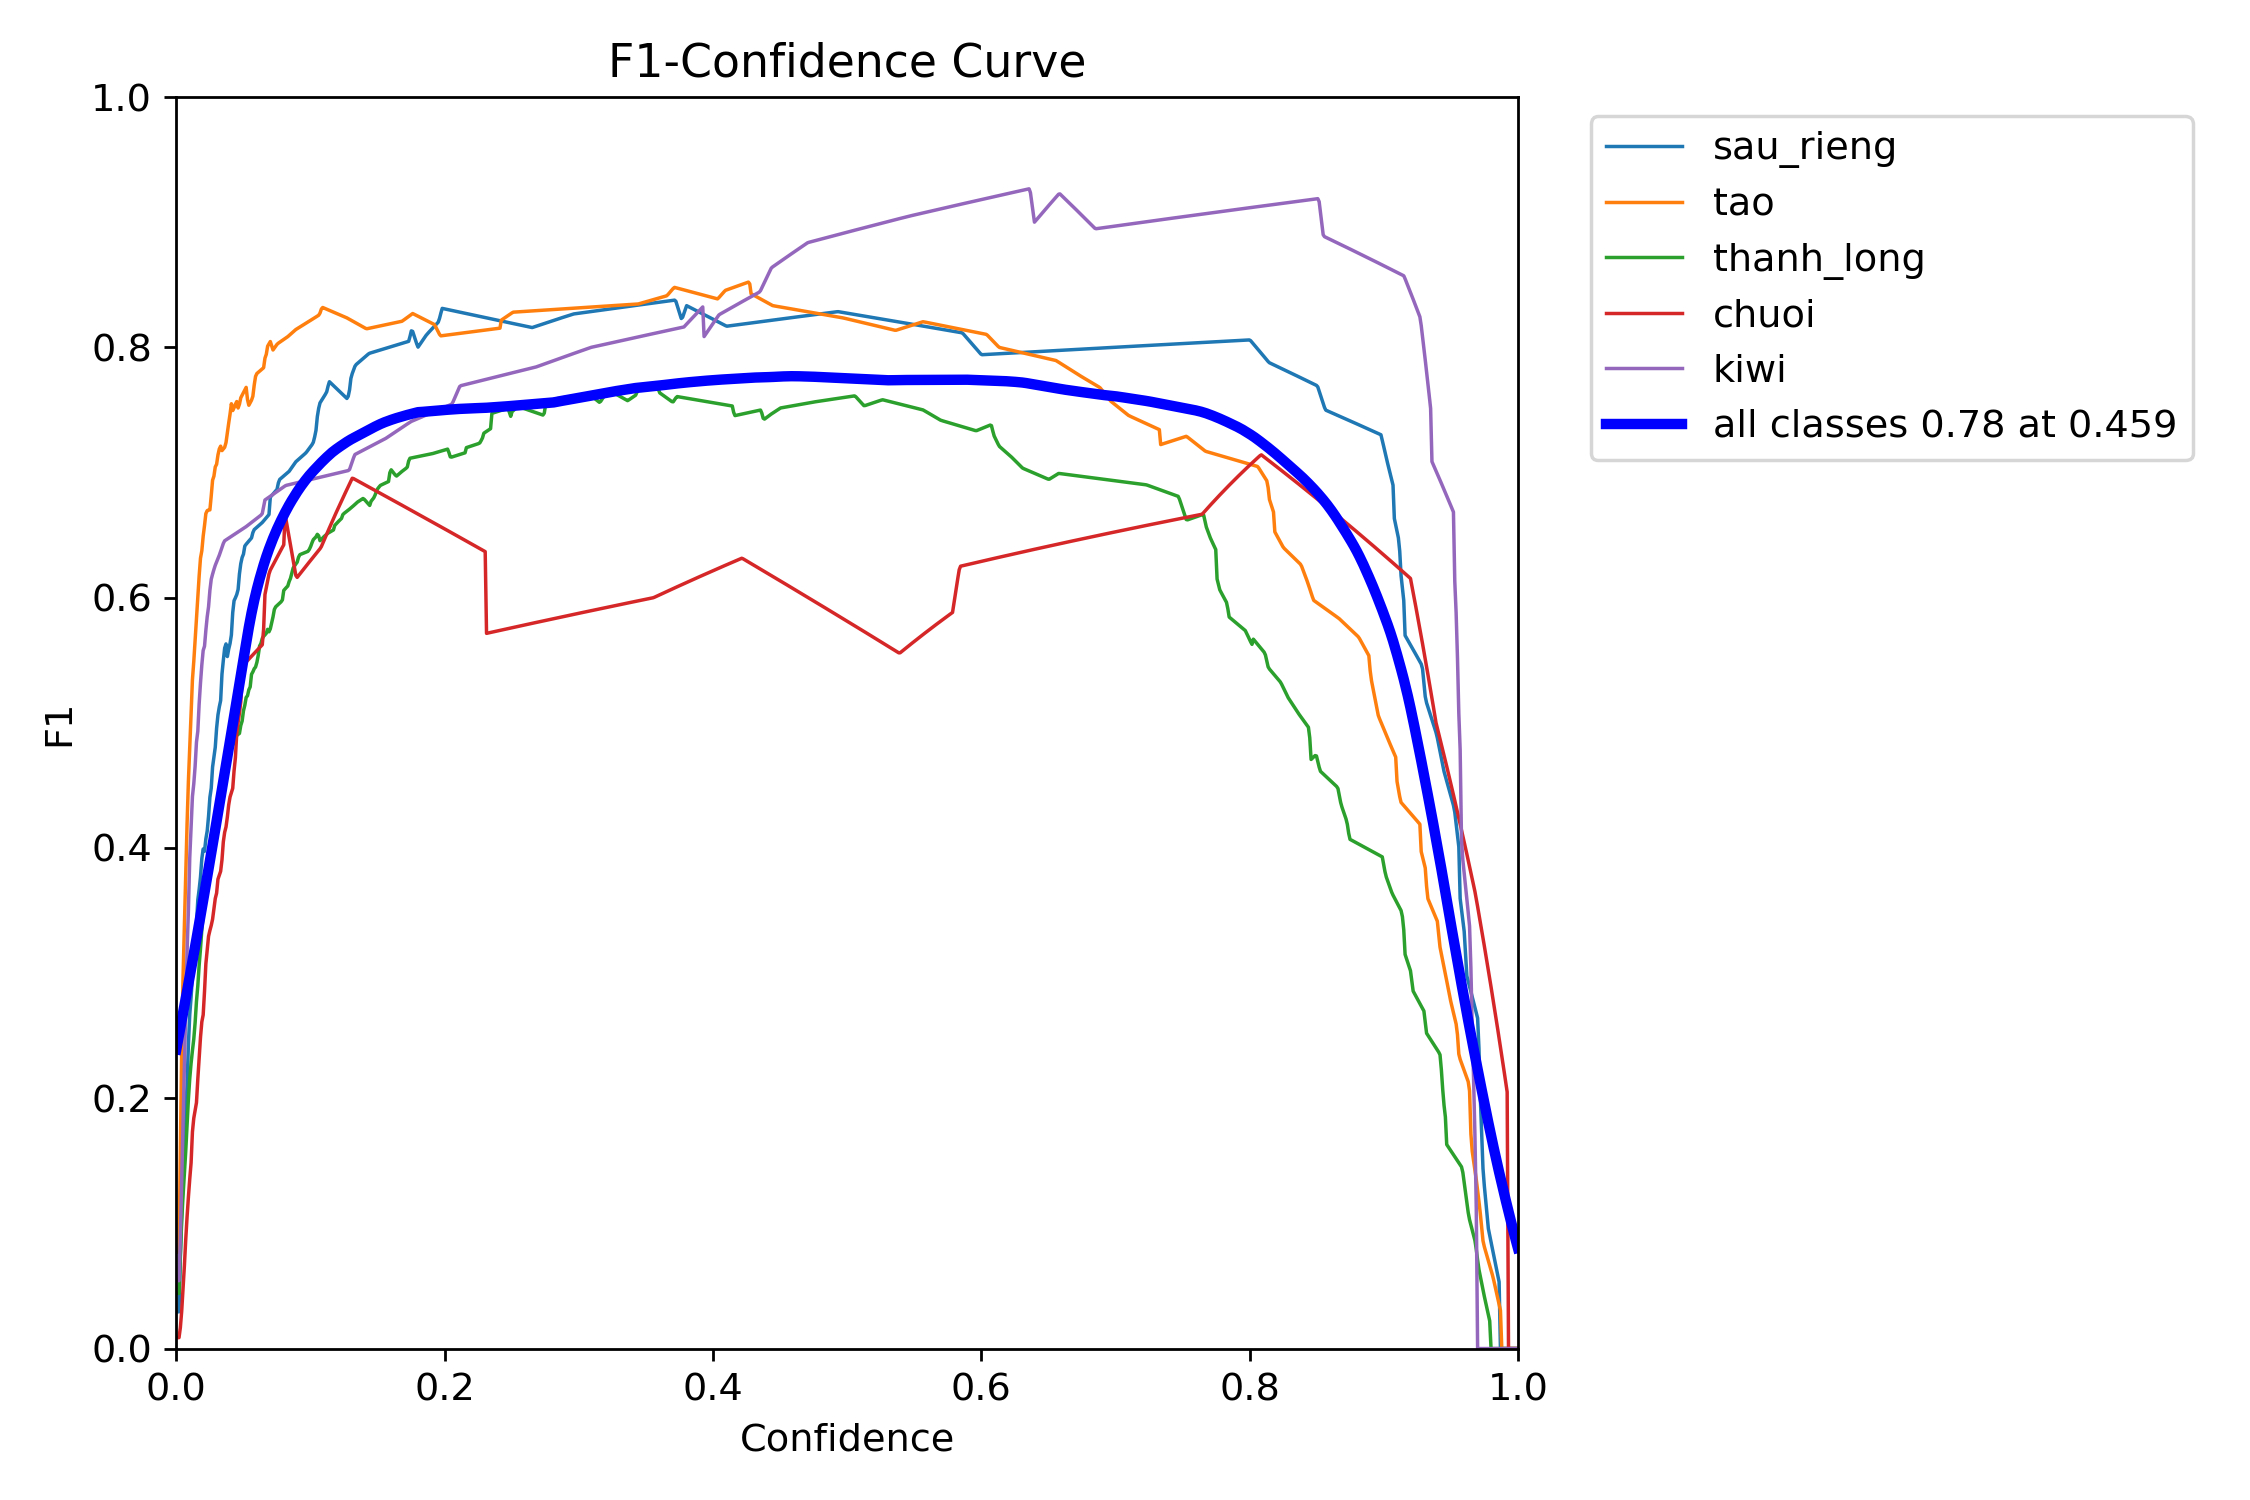 F1-Confidence Curve
1.0
0.8
0.6
0.4
0.2
0.0
F1
0.0 0.2 0.4 0.6 0.8 1.0
Confidence
sau_rieng
tao
thanh_long
chuoi
kiwi
all classes 0.78 at 0.459